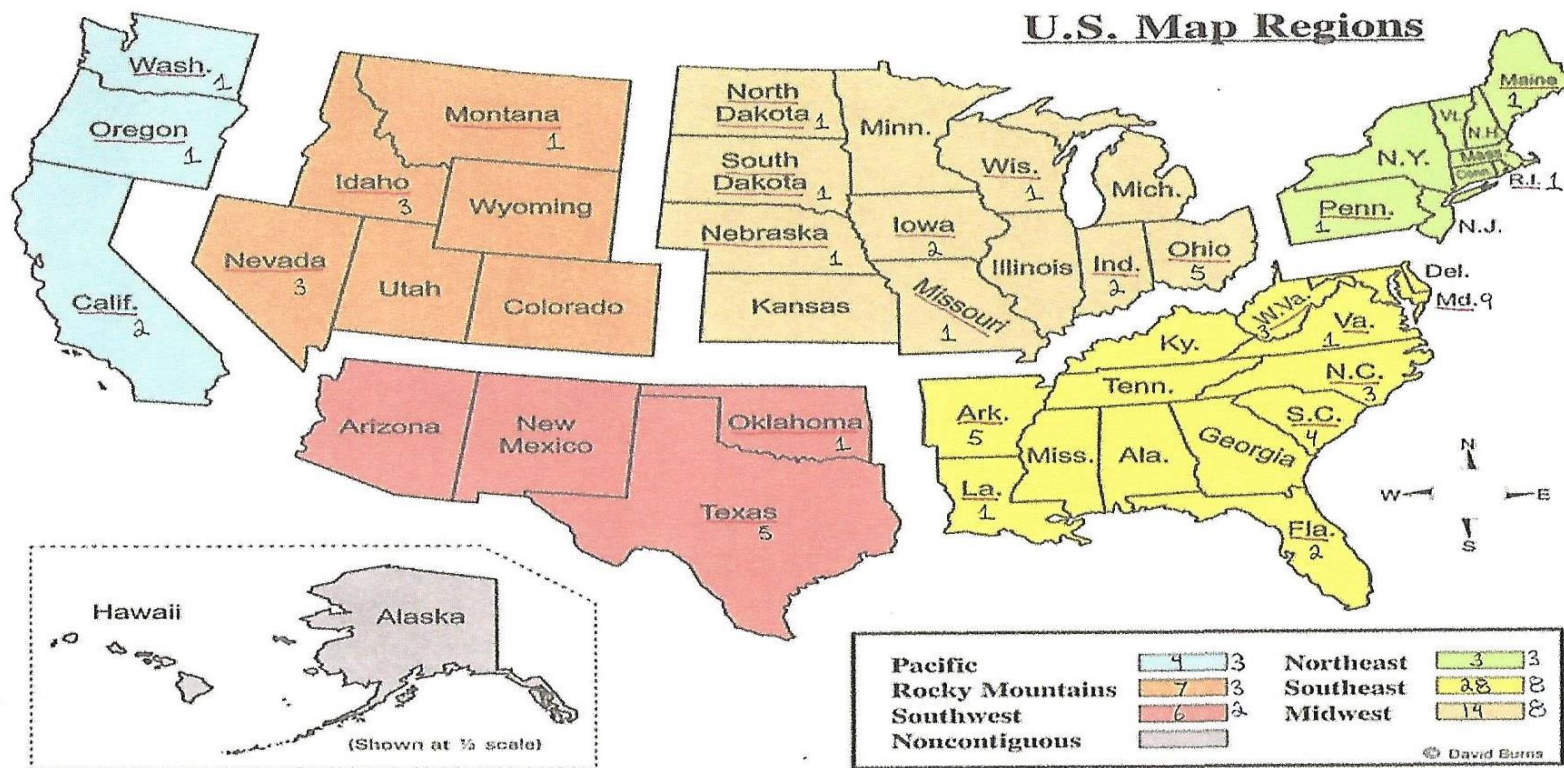 U.S. Map Regions
Wash.
1
Oregon
1
Calif.
2
Montana
1
Idaho
3
Wyoming
Nevada
3
Utah
Colorado
North
Dakota 1
South
Dakota 1
Nebraska
1
Kansas
Minn.
Iowa
2
Missouri
1
Wis.
1
Illinois
Mich.
Ind.
2
Ohio
5
Maine
1
Vt.
N.H.
Mass.
Conn.
R.I. 1
N.Y.
Penn.
1
N.J.
Del.
Md. 9
W.Va.
3
Va.
1
Ky.
Tenn.
N.C.
3
S.C.
4
Ark.
5
La.
1
Miss.
Ala.
Georgia
Fla.
2
Arizona
New
Mexico
Oklahoma
1
Texas
5
N
W E
S
Hawaii
Alaska
(Shown at ½ scale)
Pacific 4 3
Rocky Mountains 7 3
Southwest 6 2
Noncontiguous
Northeast 3 3
Southeast 28 8
Midwest 14 8
© David Burns